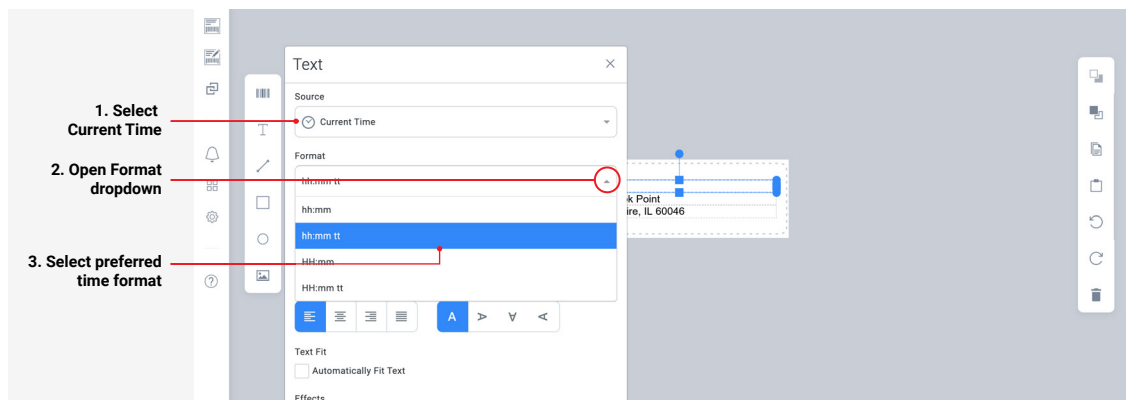 1. Select
Current Time
2. Open Format
dropdown
3. Select preferred
time format
Text
Source
Current Time
Format
hh:mm tt
hh:mm
hh:mm tt
HH:mm
HH:mm tt
A A A A
Text Fit
Automatically Fit Text
Effects
k Point
ire, IL 60046